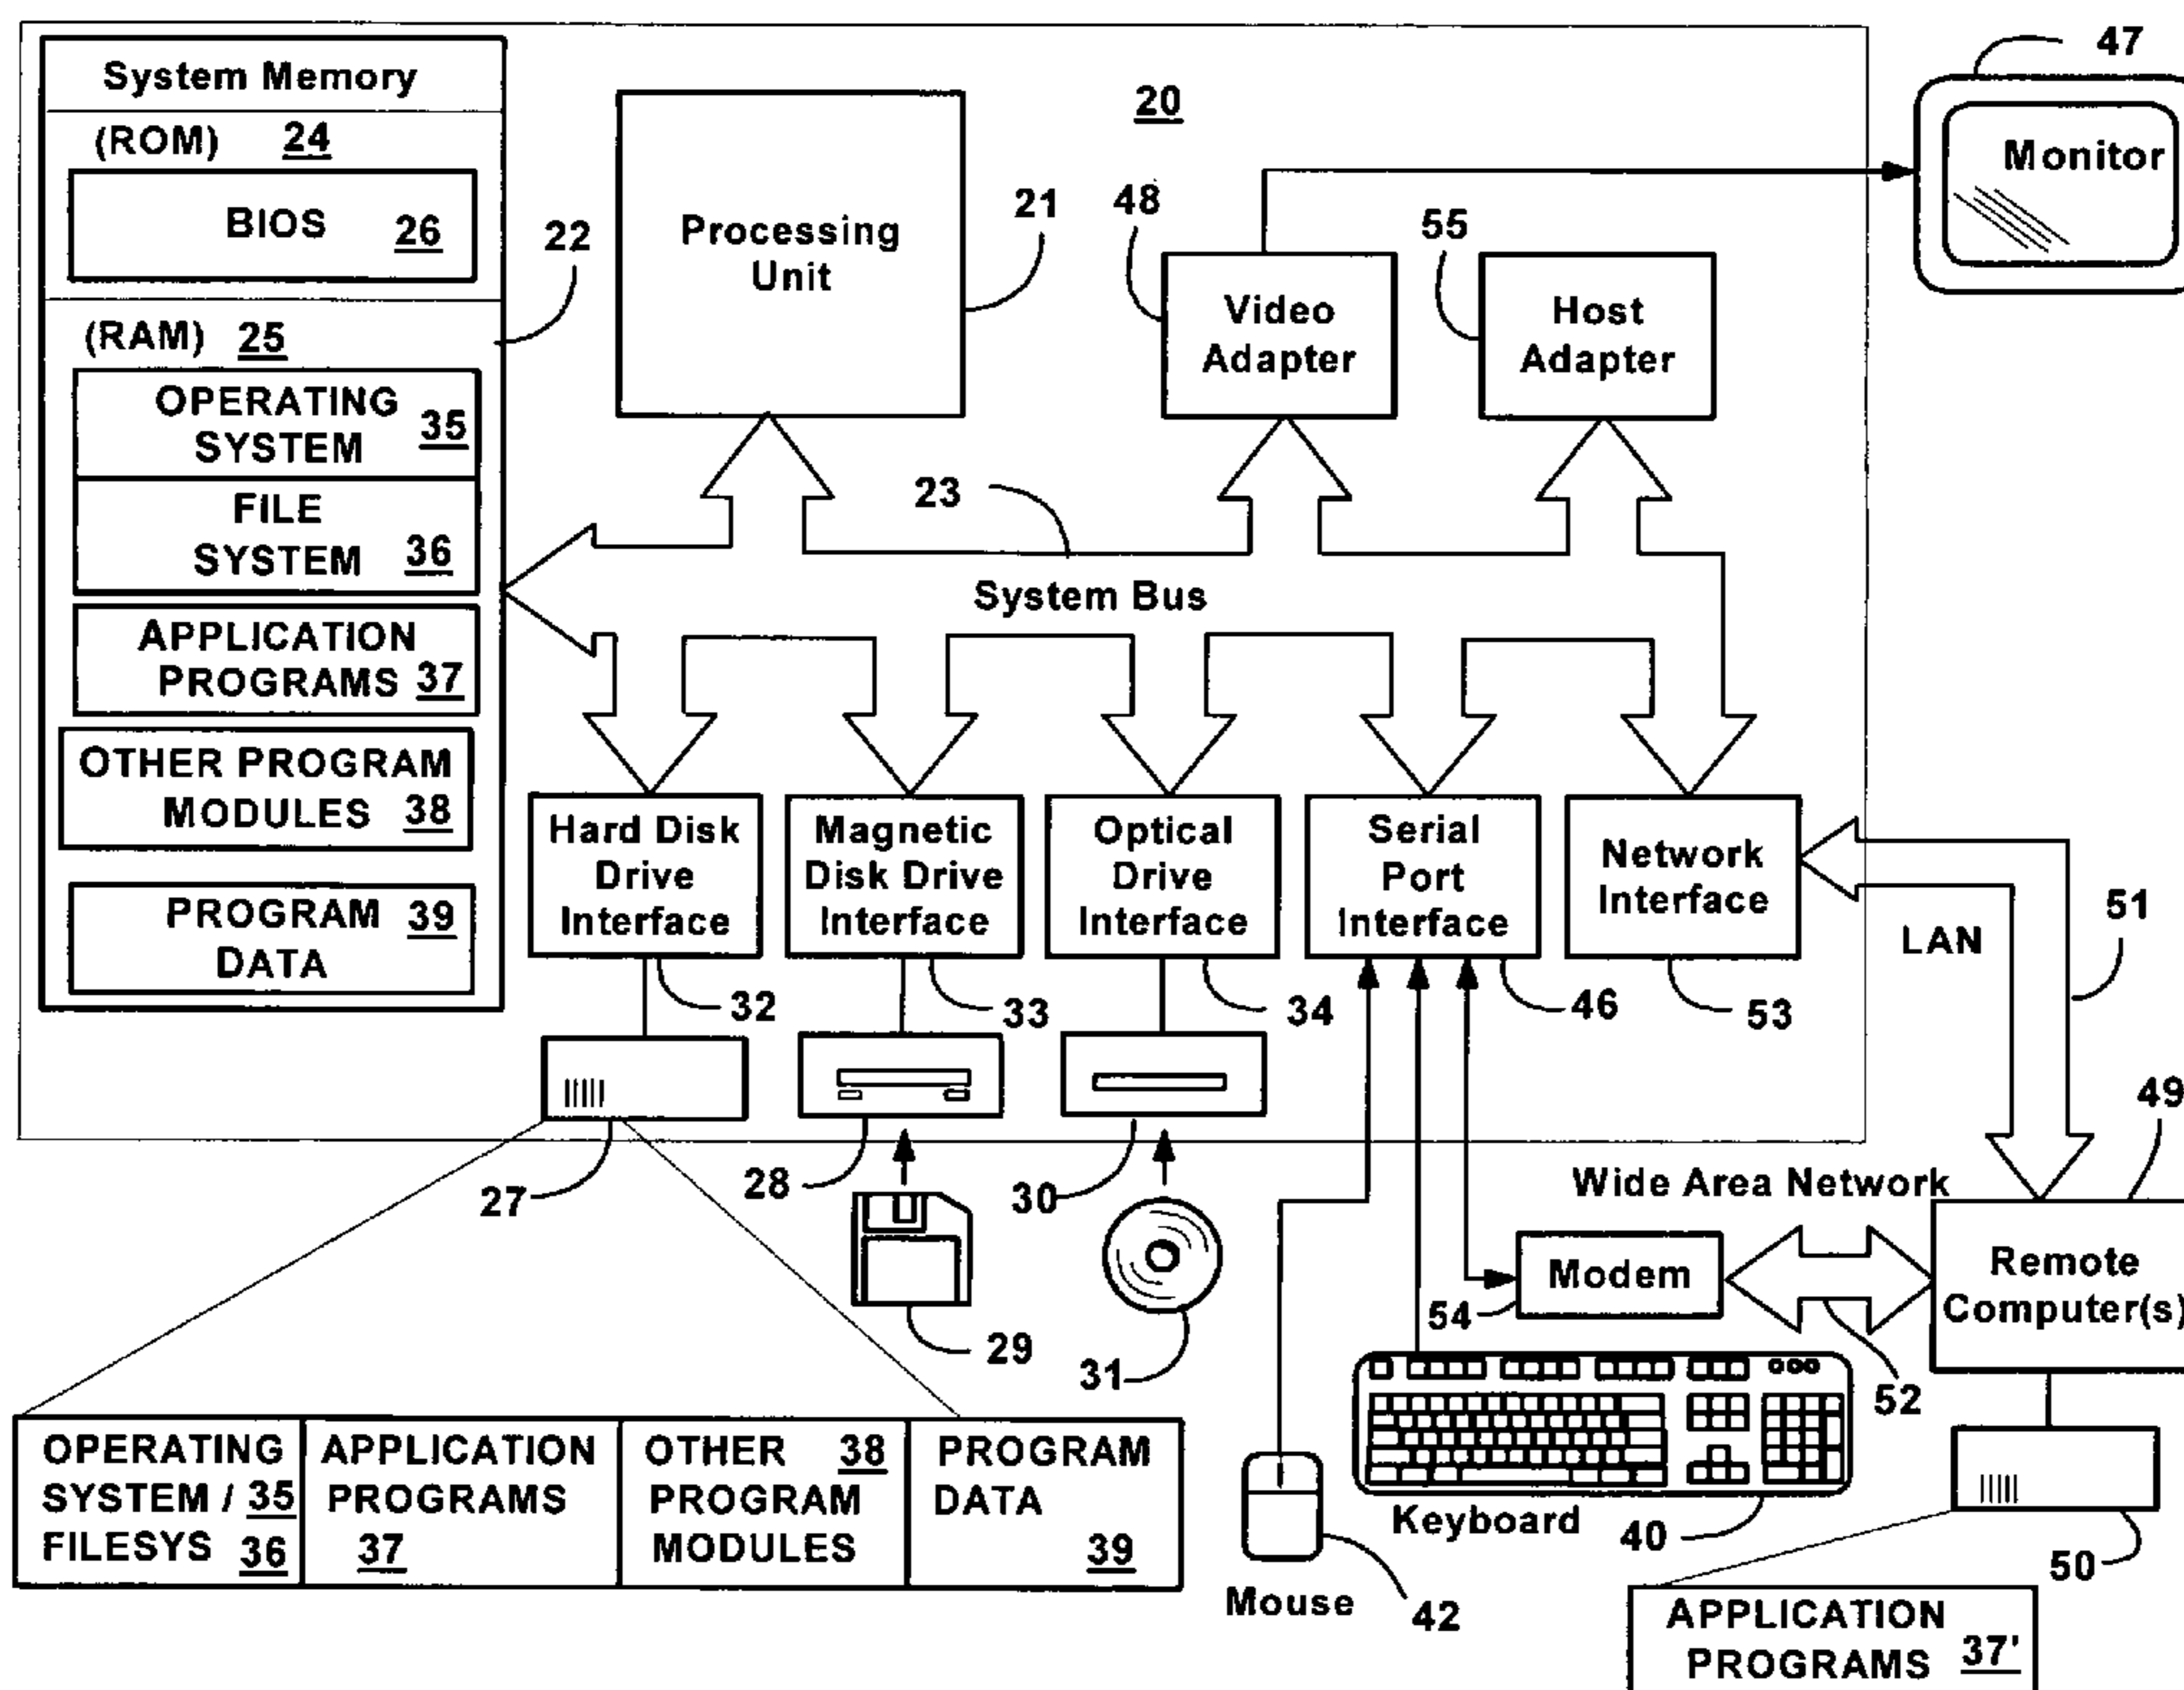 System Memory
(ROM) 24
BIOS 26
22
(RAM) 25
OPERATING
SYSTEM 35
FILE
SYSTEM 36
APPLICATION
PROGRAMS 37
OTHER PROGRAM
MODULES 38
PROGRAM 39
DATA
Processing
Unit
21
20
48
Video
Adapter
55
Host
Adapter
47
Monitor
23
System Bus
Hard Disk
Drive
Interface
32
Magnetic
Disk Drive
Interface
33
Optical
Drive
Interface
34
Serial
Port
Interface
46
Network
Interface
53
LAN
51
27
28
29
30
31
49
Wide Area Network
Modem
54
52
Remote
Computer(s)
50
Keyboard
40
Mouse
42
OPERATING
SYSTEM / 35
FILESYS 36
APPLICATION
PROGRAMS
37
OTHER 38
PROGRAM
MODULES
PROGRAM
DATA
39
APPLICATION
PROGRAMS 37'